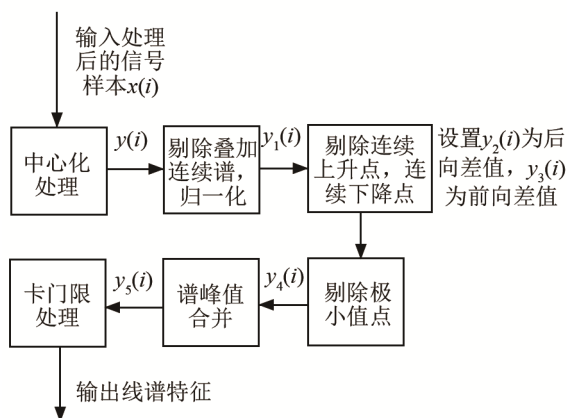 输入处理
后的信号
样本x(i)
中心化
处理
y(i)
剔除叠加
连续谱，
归一化
y₁(i)
剔除连续
上升点，连
续下降点
设置y₂(i)为后
向差值，y₃(i)
为前向差值
剔除极
小值点
y₄(i)
谱峰值
合并
y₅(i)
卡门限
处理
输出线谱特征